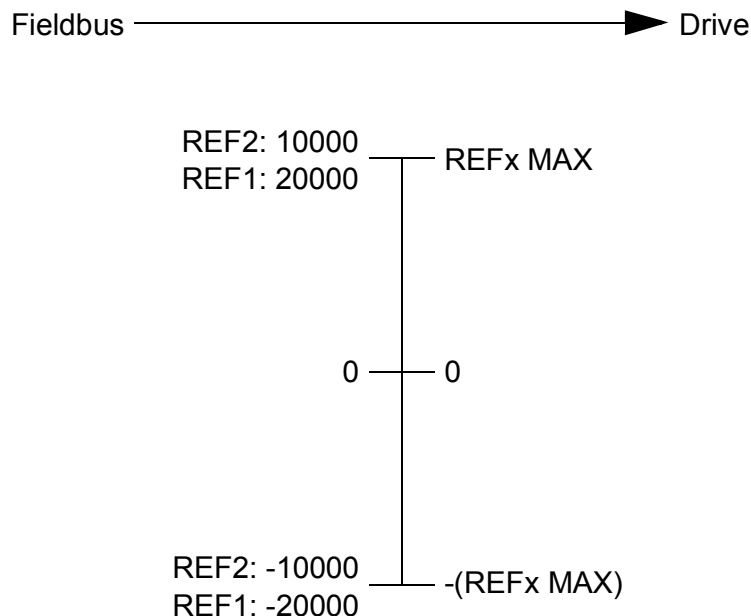 Fieldbus Drive
REF2: 10000
REF1: 20000
REFx MAX
0 0
REF2: -10000
REF1: -20000
-(REFx MAX)